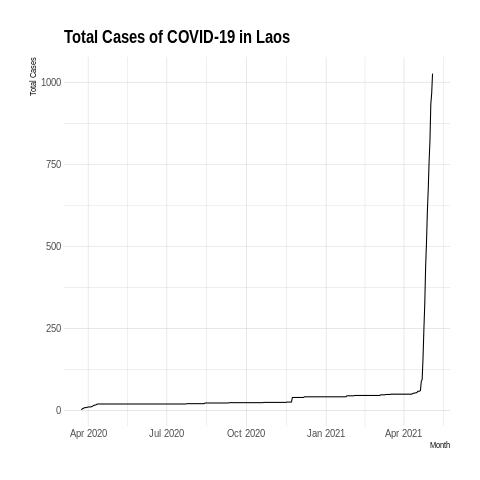 Total Cases of COVID-19 in Laos
Total Cases
1000
750
500
250
0
Apr 2020 Jul 2020 Oct 2020 Jan 2021 Apr 2021
Month